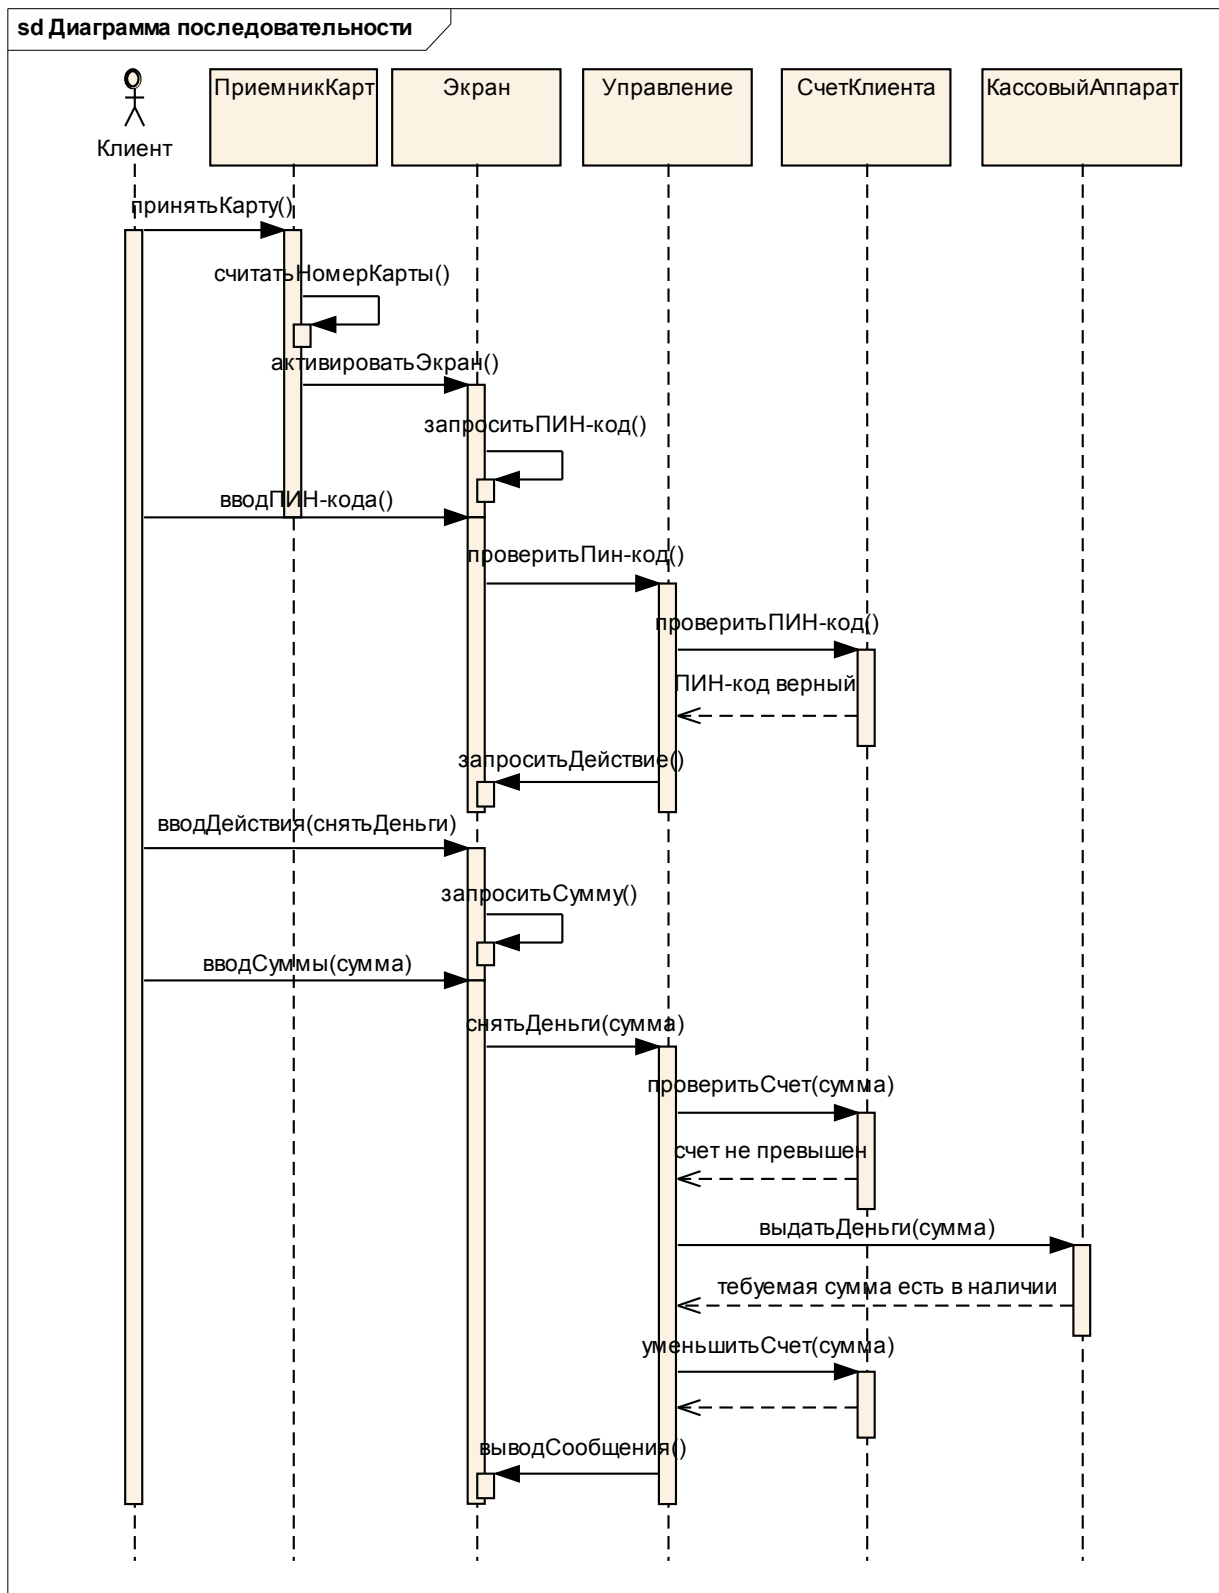 sd Диаграмма последовательности
Клиент
ПриемникКарт
Экран
Управление
СчетКлиента
КассовыйАппарат
принятьКарту()
считатьНомерКарты()
активироватьЭкран()
запроситьПИН-код()
вводПИН-кода()
проверитьПин-код()
проверитьПИН-код()
ПИН-код верный
запроситьДействие()
вводДействия(снятьДеньги)
запроситьСумму()
вводСуммы(сумма)
снятьДеньги(сумма)
проверитьСчет(сумма)
счет не превышен
выдатьДеньги(сумма)
тебуемая сумма есть в наличии
уменьшитьСчет(сумма)
выводСообщения()